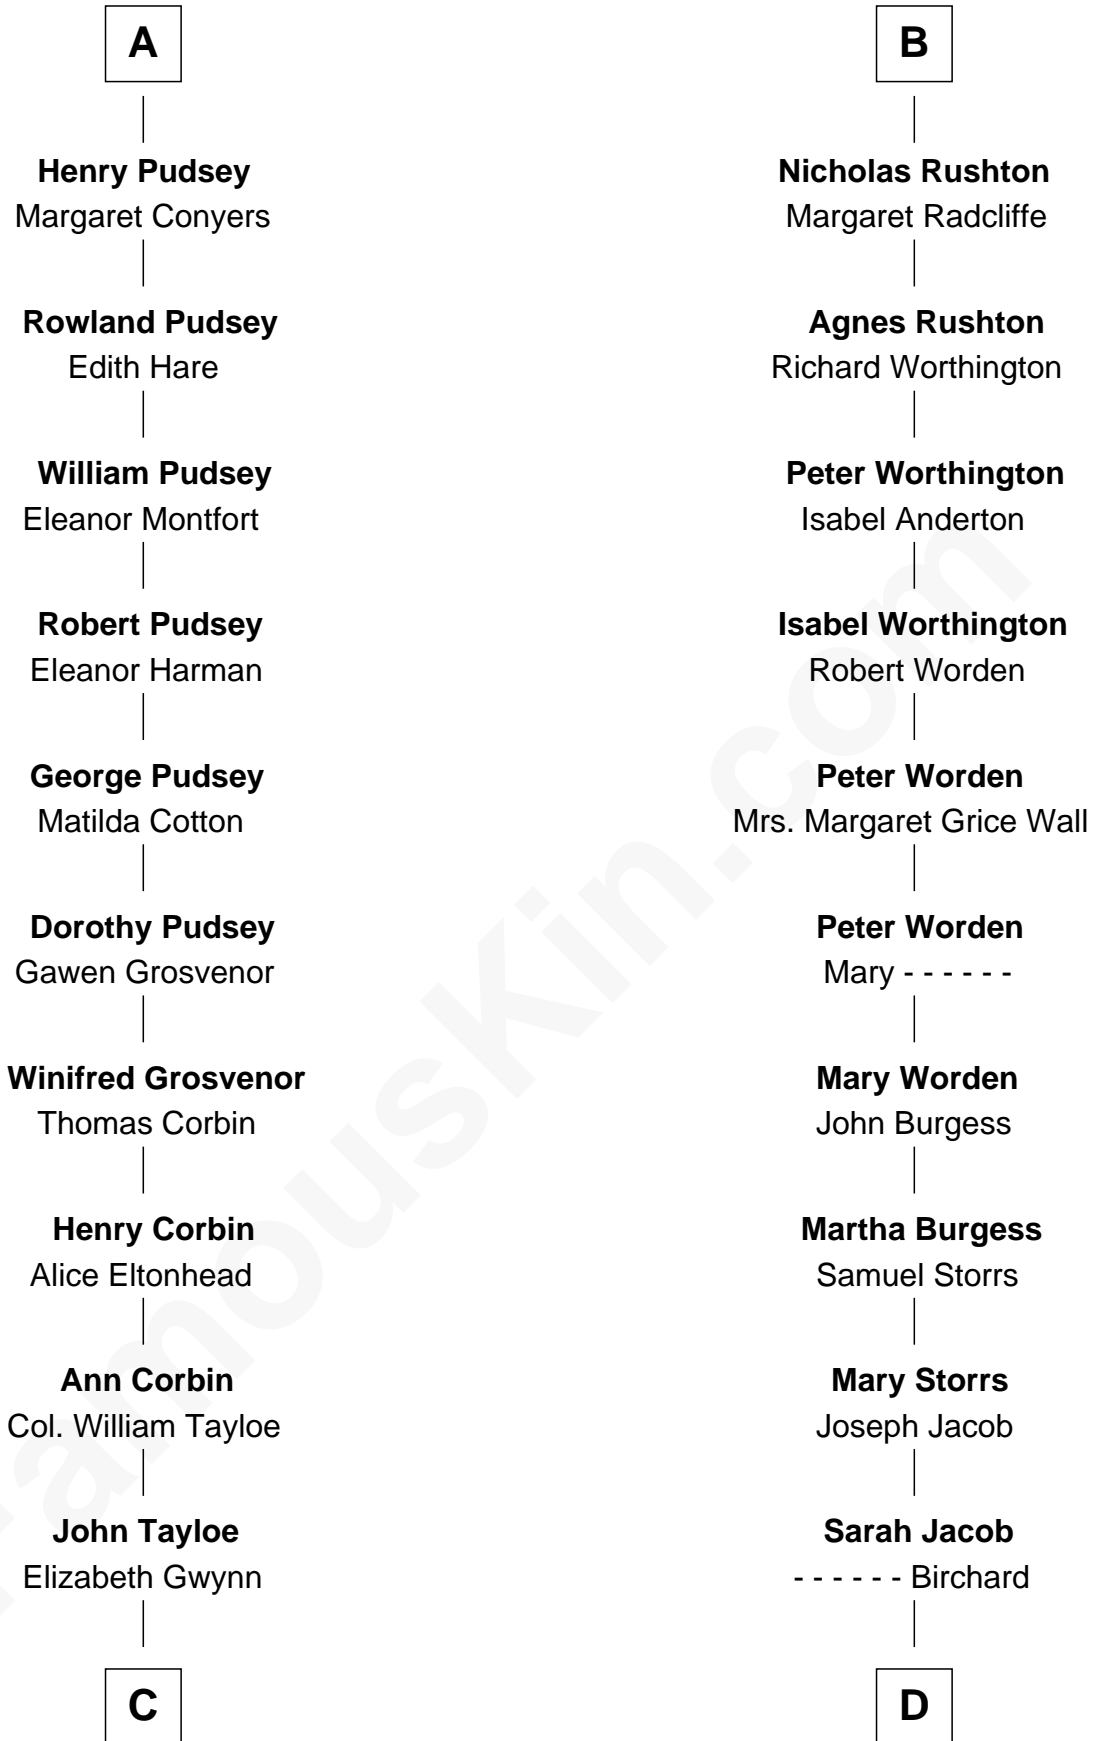 A
Henry Pudsey
Margaret Conyers
Rowland Pudsey
Edith Hare
William Pudsey
Eleanor Montfort
Robert Pudsey
Eleanor Harman
George Pudsey
Matilda Cotton
Dorothy Pudsey
Gawen Grosvenor
Winifred Grosvenor
Thomas Corbin
Henry Corbin
Alice Eltonhead
Ann Corbin
Col. William Tayloe
John Tayloe
Elizabeth Gwynn
C
B
Nicholas Rushton
Margaret Radcliffe
Agnes Rushton
Richard Worthington
Peter Worthington
Isabel Anderton
Isabel Worthington
Robert Worden
Peter Worden
Mrs. Margaret Grice Wall
Peter Worden
Mary - - - - - -
Mary Worden
John Burgess
Martha Burgess
Samuel Storrs
Mary Storrs
Joseph Jacob
Sarah Jacob
- - - - - - Birchard
D
FamousKin.com